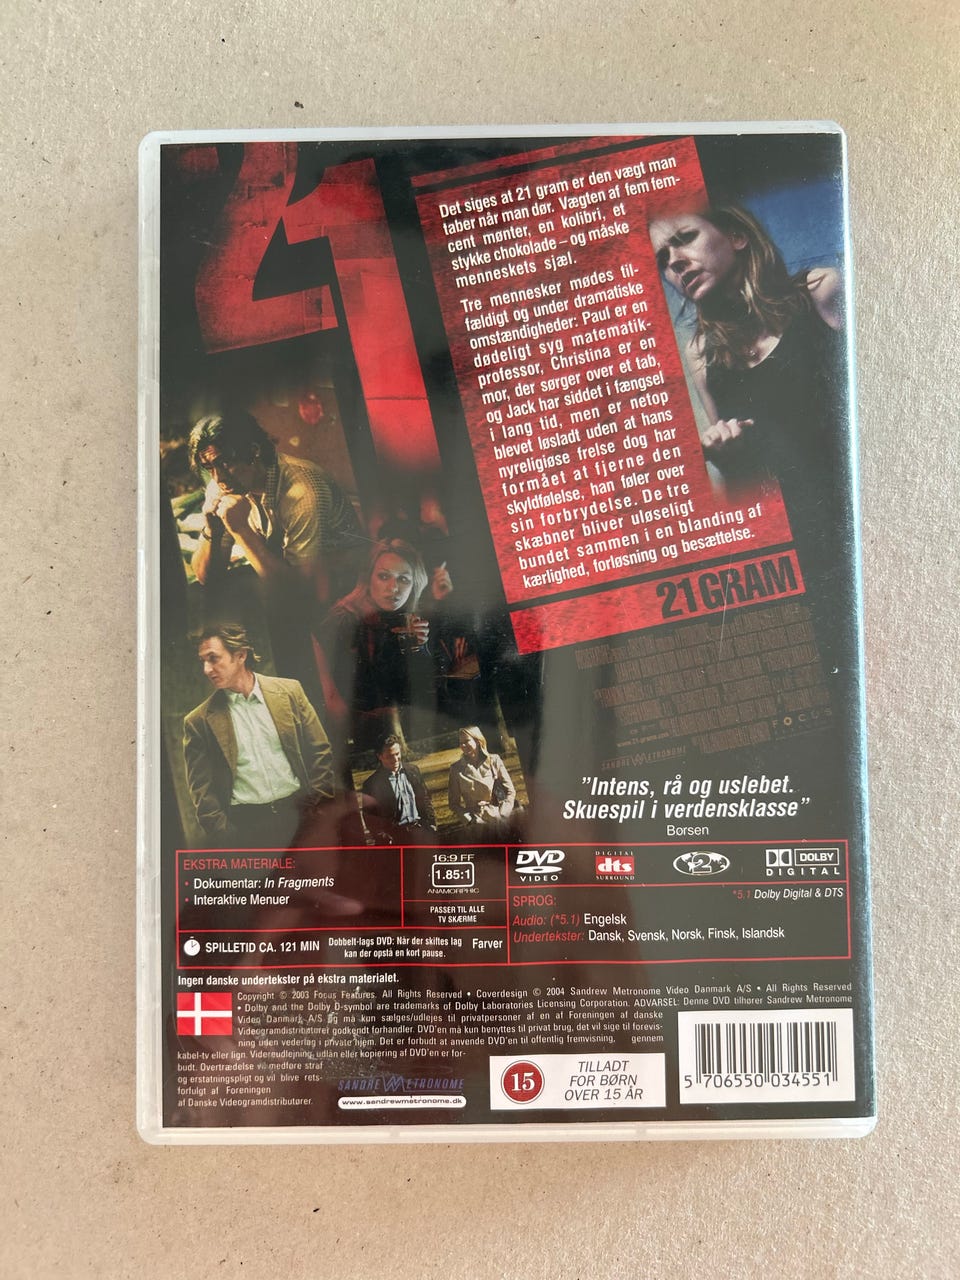 21
Det siges at 21 gram er den vægt man
taber når man dør. Vægten af fem fem-
cent mønter, en kolibri, et
stykke chokolade – og måske
menneskets sjæl.
Tre mennesker mødes til-
fældigt og under dramatiske
omstændigheder: Paul er en
dødeligt syg matematik-
professor, Christina er en
mor, der sørger over et tab,
og Jack har siddet i fængsel
i lang tid, men er netop
blevet løsladt uden at hans
nyreligiøse frelse dog har
formået at fjerne den
skyldfølelse, han føler over
sin forbrydelse. De tre
skæbner bliver uløseligt
bundet sammen i en blanding af
kærlighed, forløsning og besættelse.
21 GRAM
FOCUS
www.21-grams.com
SANDREW METRONOME
"Intens, rå og uslebet.
Skuespil i verdensklasse"
Børsen
EKSTRA MATERIALE:
• Dokumentar: In Fragments
• Interaktive Menuer
16:9 FF
1.85:1
ANAMORPHIC
PASSER TIL ALLE
TV SKÆRME
DVD VIDEO
DIGITAL dts SURROUND
2
DOLBY DIGITAL
*5.1 Dolby Digital & DTS
SPROG:
Audio: (*5.1) Engelsk
Undertekster: Dansk, Svensk, Norsk, Finsk, Islandsk
SPILLETID CA. 121 MIN
Dobbelt-lags DVD: Når der skiftes lag
kan der opstå en kort pause.
Farver
Ingen danske undertekster på ekstra materialet.
Copyright © 2003 Focus Features. All Rights Reserved • Coverdesign © 2004 Sandrew Metronome Video Danmark A/S • All Rights Reserved
• Dolby and the Dolby D-symbol are trademarks of Dolby Laboratories Licensing Corporation. ADVARSEL: Denne DVD tilhører Sandrew Metronome
Video Danmark A/S og må kun sælges/udlejes til privatpersoner af en af Foreningen af danske
Videogramdistributører godkendt forhandler. DVD'en må kun benyttes til privat brug, det vil sige til forevis-
ning uden vederlag i private hjem. Det er forbudt at anvende DVD'en til offentlig fremvisning, gennem
kabel-tv eller lign. Videreudlejning, udlån eller kopiering af DVD'en er for-
budt. Overtrædelse vil medføre straf
og erstatningspligt og vil blive rets-
forfulgt af Foreningen
af Danske Videogramdistributører.
SANDREW METRONOME
www.sandrewmetronome.dk
15
TILLADT
FOR BØRN
OVER 15 ÅR
5 706550 034551